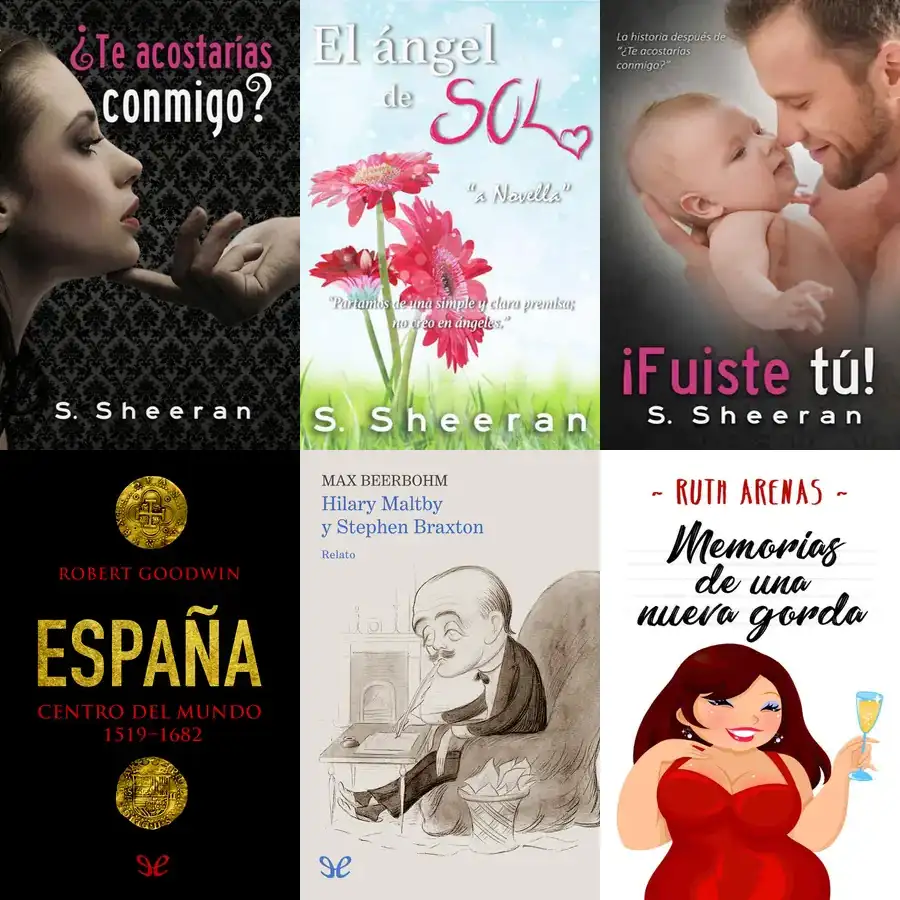 ¿Te acostarías
conmigo?
S. Sheeran
El ángel
de SOL
"a Novella"
"Partamos de una simple y clara premisa;
no creo en ángeles."
S. Sheeran
La historia después de
"¿Te acostarías
conmigo?"
¡Fuiste tú!
S. Sheeran
ROBERT GOODWIN
ESPAÑA
CENTRO DEL MUNDO
1519-1682
MAX BEERBOHM
Hilary Maltby
y Stephen Braxton
Relato
~ RUTH ARENAS ~
Memorias
de una
nueva gorda